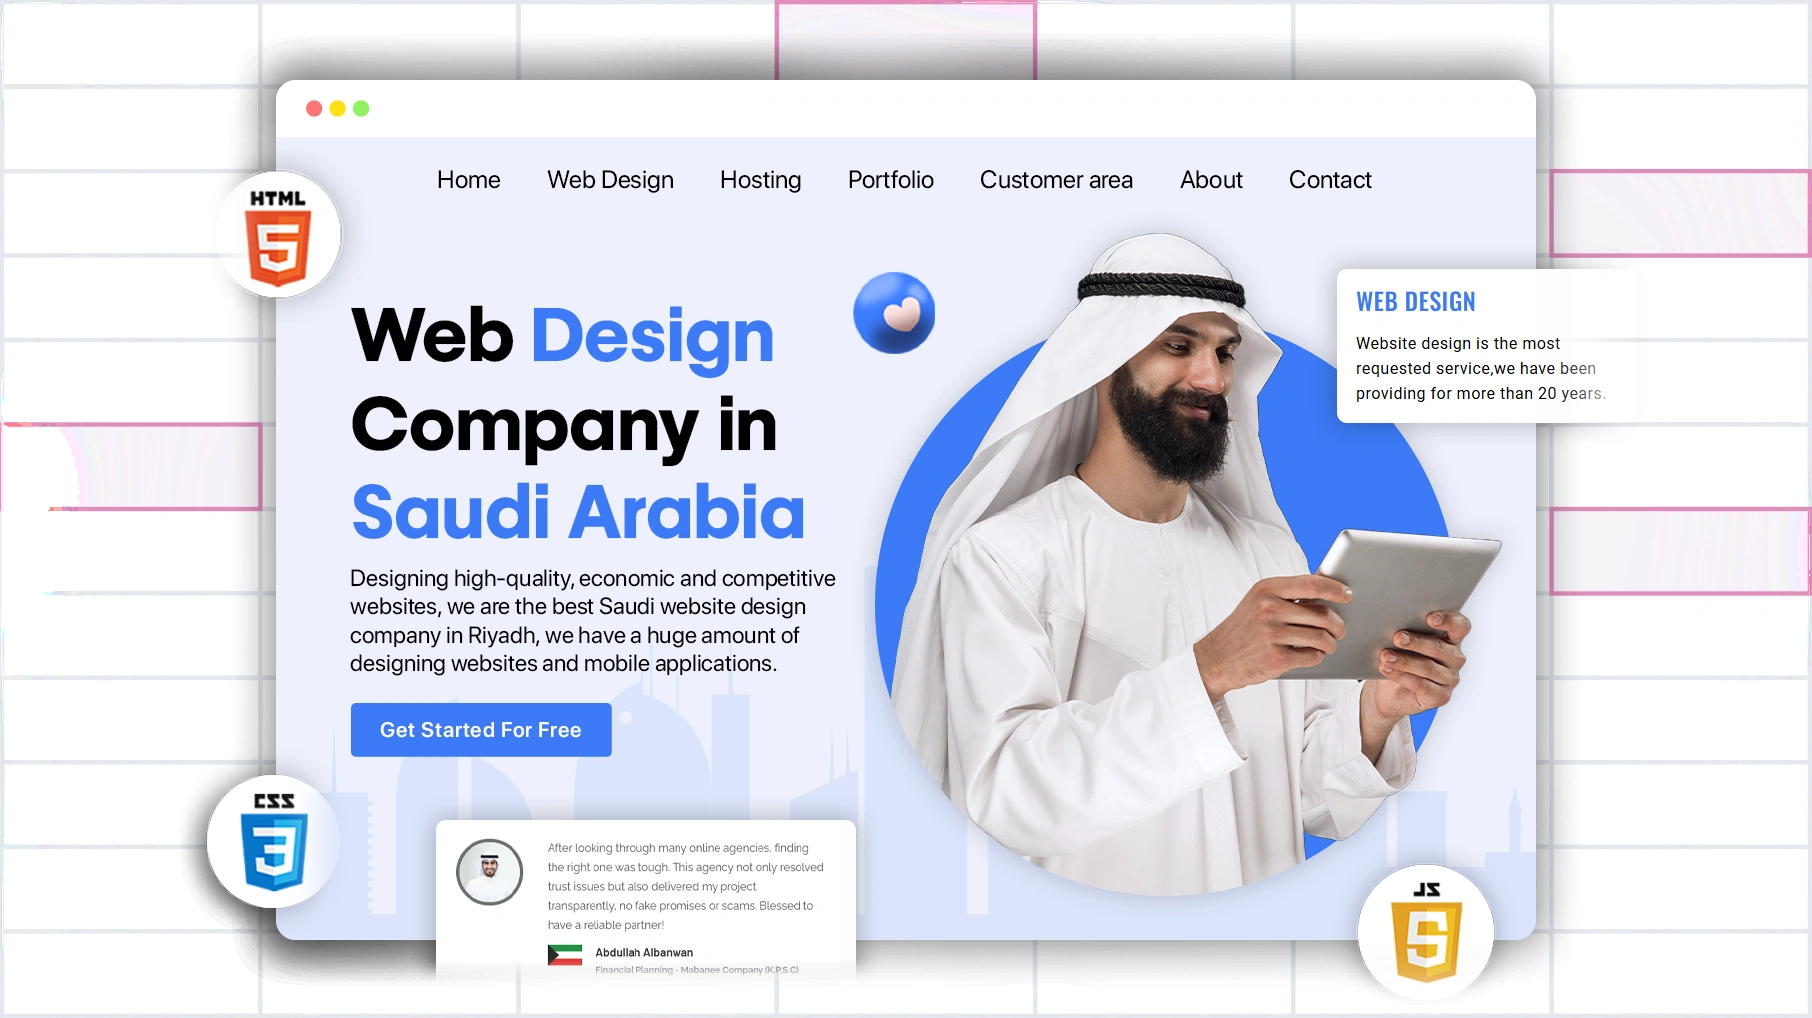 Home Web Design Hosting Portfolio Customer area About Contact
HTML
5
Web Design
Company in
Saudi Arabia
WEB DESIGN
Website design is the most
requested service,we have been
providing for more than 20 years.
Designing high-quality, economic and competitive
websites, we are the best Saudi website design
company in Riyadh, we have a huge amount of
designing websites and mobile applications.
Get Started For Free
CSS
3
After looking through many online agencies, finding
the right one was tough. This agency not only resolved
trust issues but also delivered my project
transparently, no fake promises or scams. Blessed to
have a reliable partner!
Abdullah Albanwan
Financial Planning - Mabanee Company (K.P.S.C)
JS